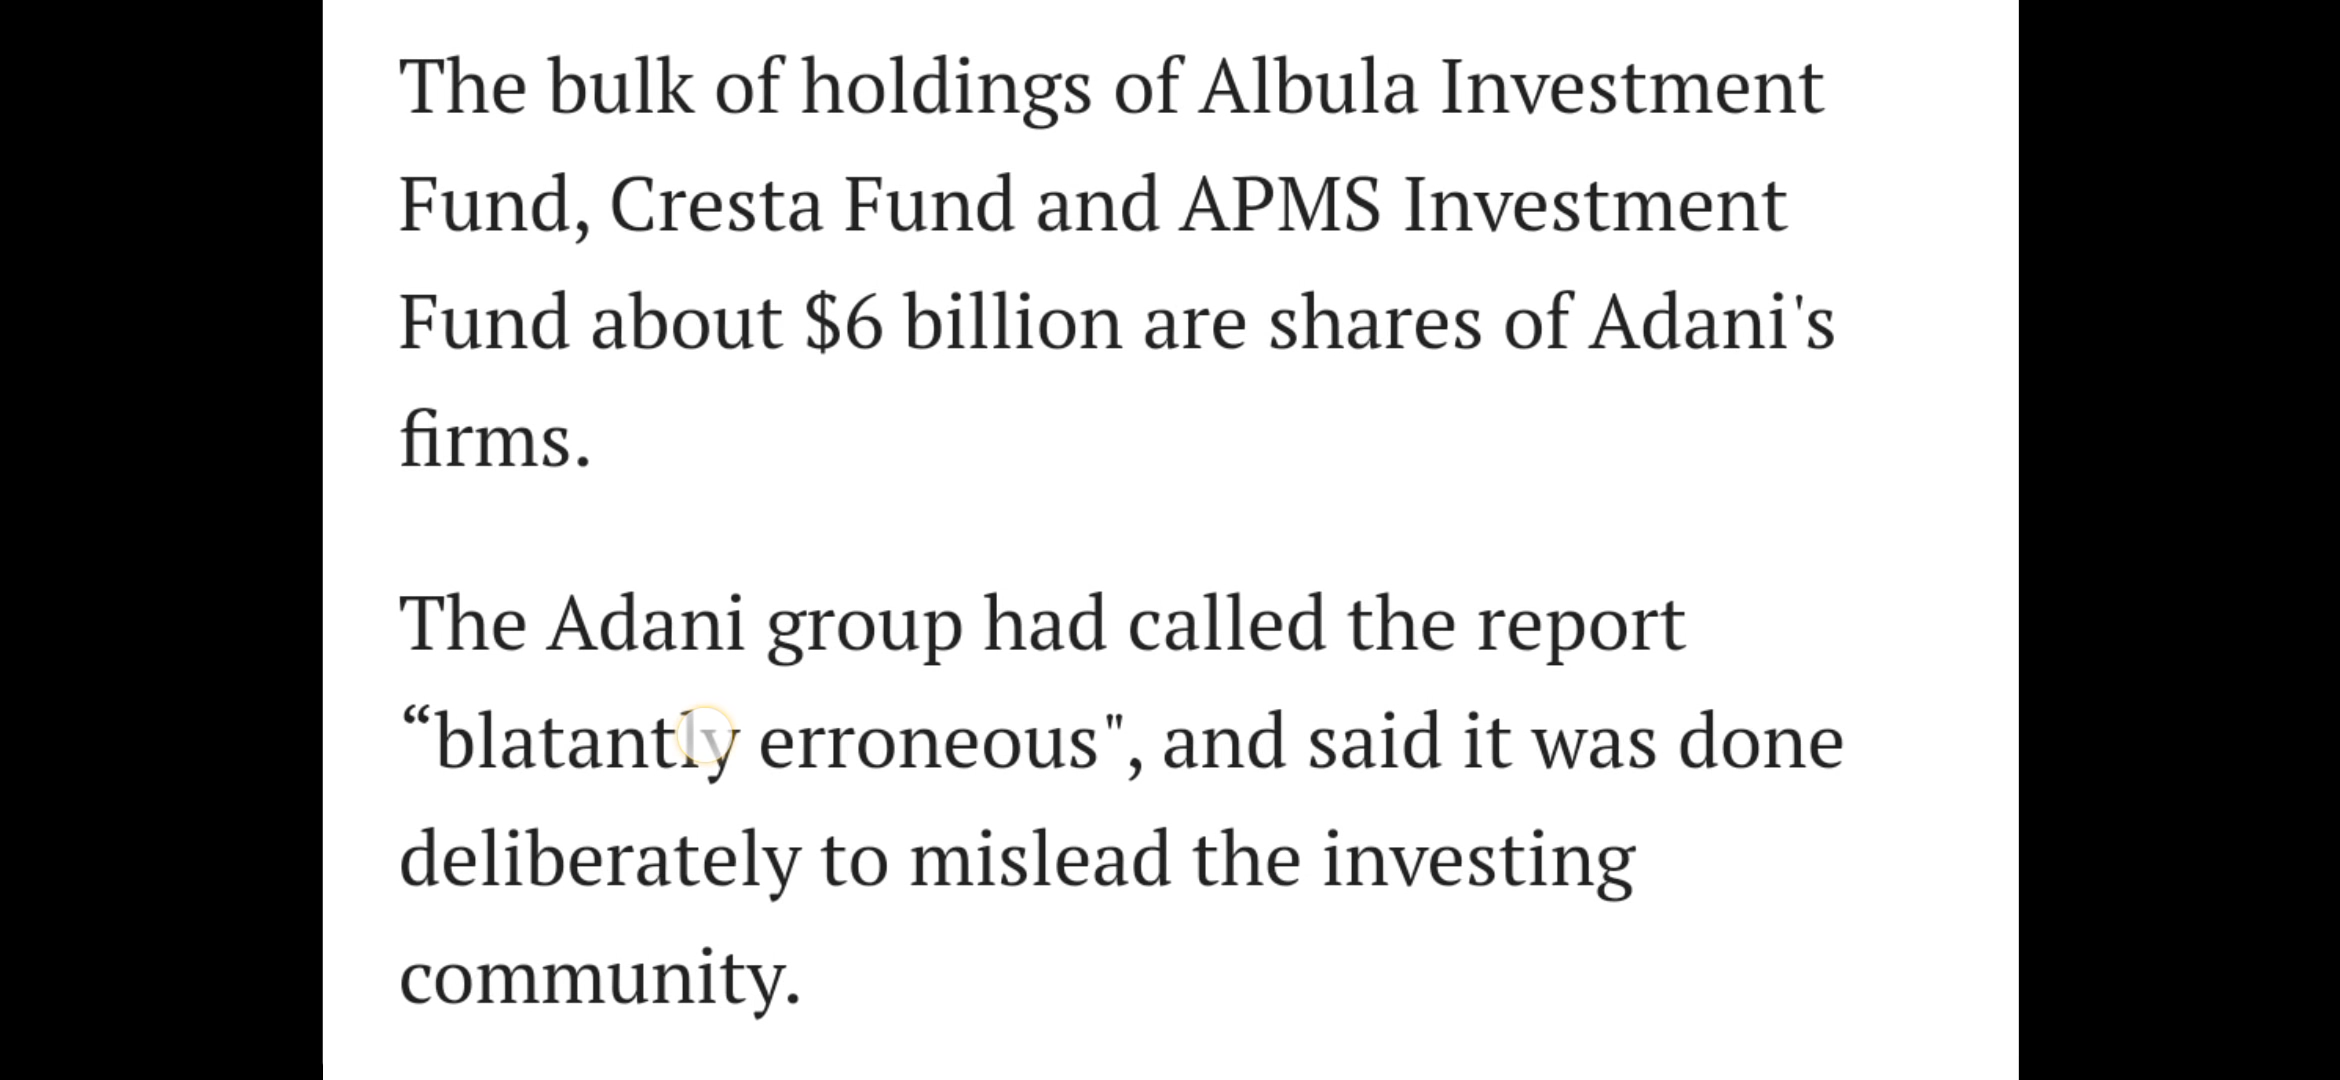 The bulk of holdings of Albula Investment
Fund, Cresta Fund and APMS Investment
Fund about $6 billion are shares of Adani's
firms.
The Adani group had called the report
“blatantly erroneous", and said it was done
deliberately to mislead the investing
community.